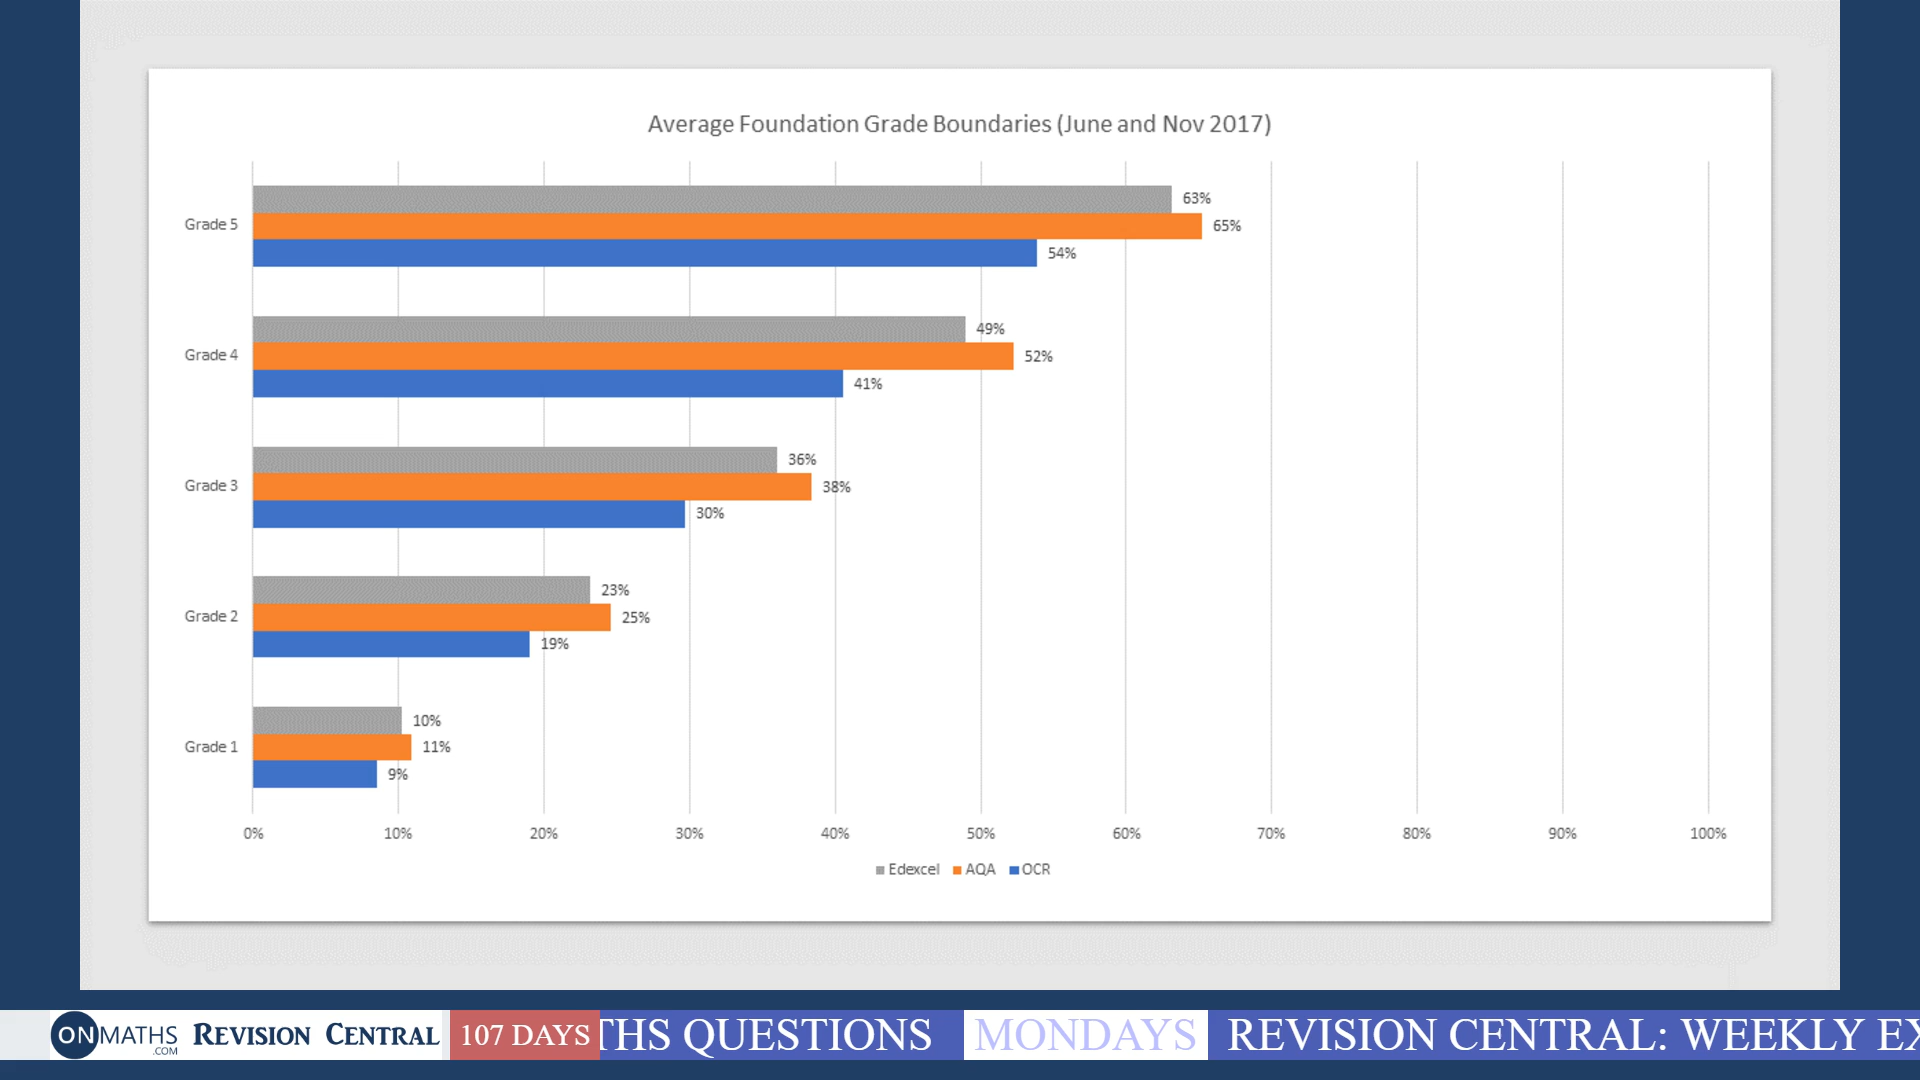 Average Foundation Grade Boundaries (June and Nov 2017)
Grade 5
63%
65%
54%
Grade 4
49%
52%
41%
Grade 3
36%
38%
30%
Grade 2
23%
25%
19%
Grade 1
10%
11%
9%
0% 10% 20% 30% 40% 50% 60% 70% 80% 90% 100%
Edexcel AQA OCR
ONMATHS .COM REVISION CENTRAL 107 DAYS THS QUESTIONS MONDAYS REVISION CENTRAL: WEEKLY EX